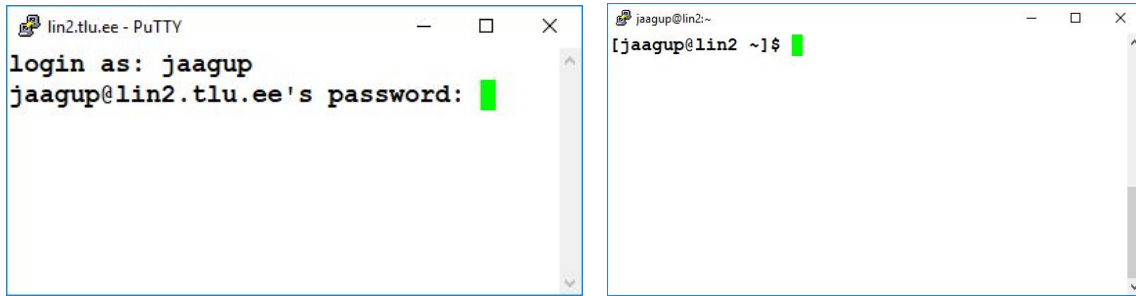 lin2.tlu.ee - PuTTY
login as: jaagup
jaagup@lin2.tlu.ee's password:
jaagup@lin2:~
[jaagup@lin2 ~]$